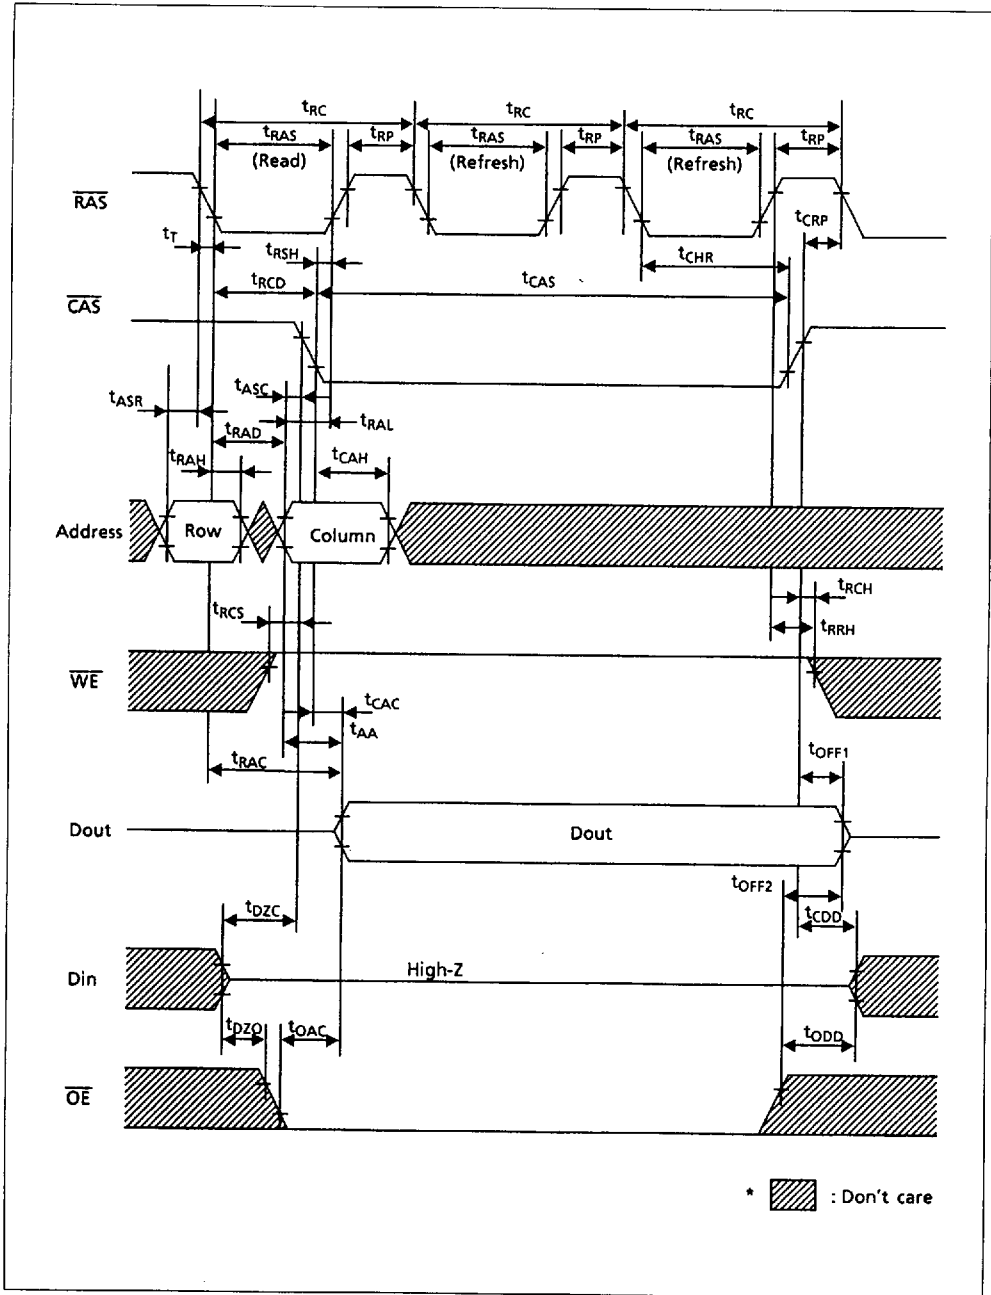 tRC tRC tRC
tRAS tRP tRAS tRP tRAS tRP
(Read) (Refresh) (Refresh)
RAS
tCRP
tT tRSH tCHR
tRCD tCAS
CAS
tASC
tASR tRAL
tRAD
tRAH tCAH
Address Row Column
tRCH
tRCS tRRH
WE
tCAC
tAA
tOFF1
tRAC
Dout Dout
tOFF2
tDZC tCDD
Din High-Z
tDZO tOAC tODD
OE
* : Don't care